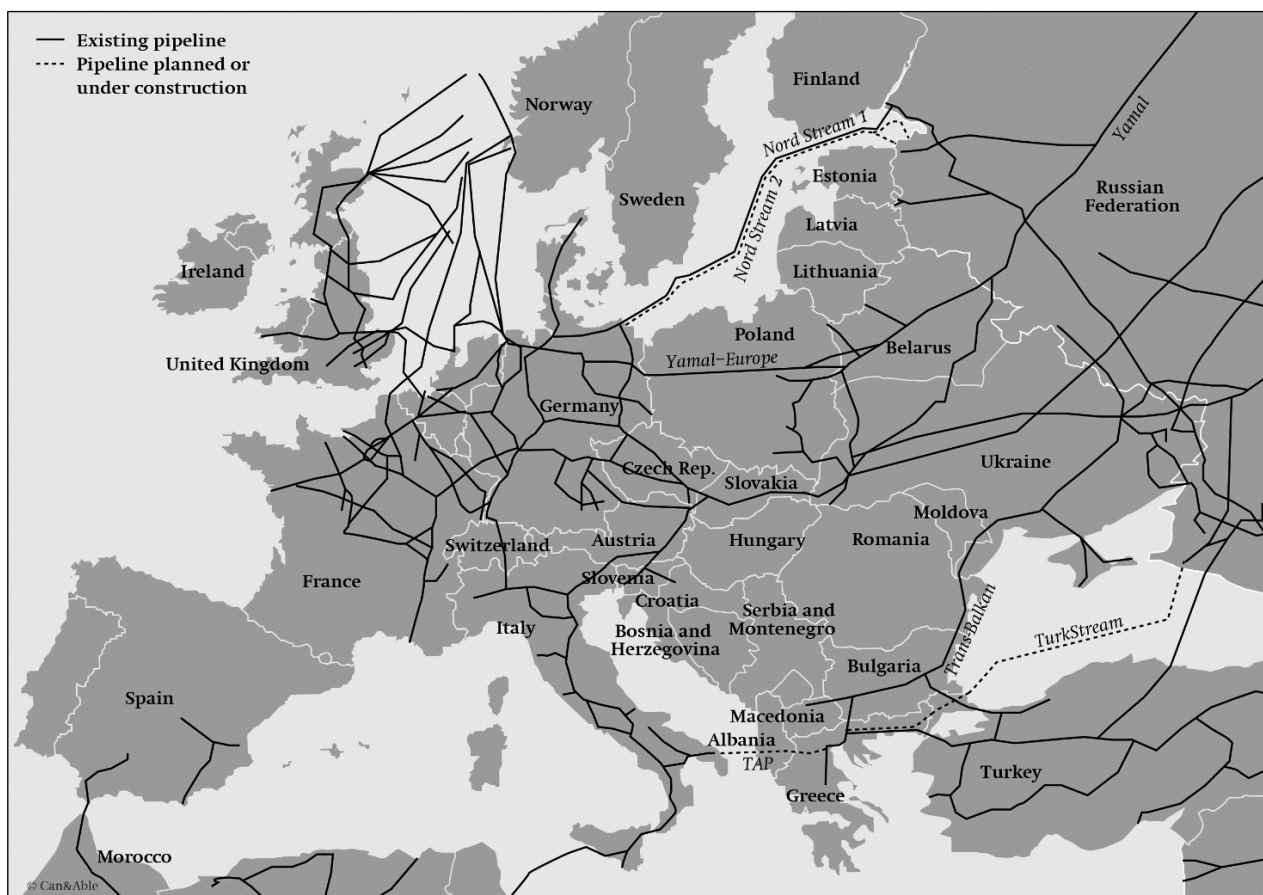 Existing pipeline
Pipeline planned or
under construction
Finland
Norway
Nord Stream 1
Yamal
Estonia
Russian
Federation
Sweden
Nord Stream 2
Latvia
Ireland
Lithuania
Poland
Belarus
United Kingdom
Yamal–Europe
Germany
Czech Rep.
Ukraine
Slovakia
Moldova
Switzerland
Austria
Hungary
Romania
France
Slovenia
Croatia
Serbia and
Montenegro
Italy
Bosnia and
Herzegovina
Trans-Balkan
TurkStream
Bulgaria
Spain
Macedonia
Albania
TAP
Turkey
Greece
Morocco
© Can&Able